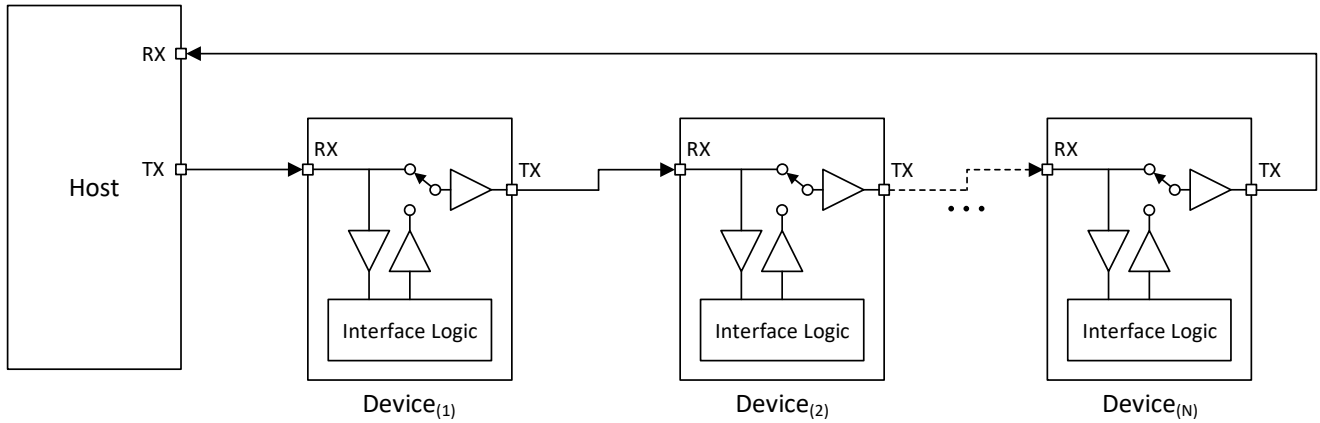 RX
TX
Host
RX
TX
Interface Logic
Device(1)
RX
TX
Interface Logic
Device(2)
...
RX
TX
Interface Logic
Device(N)